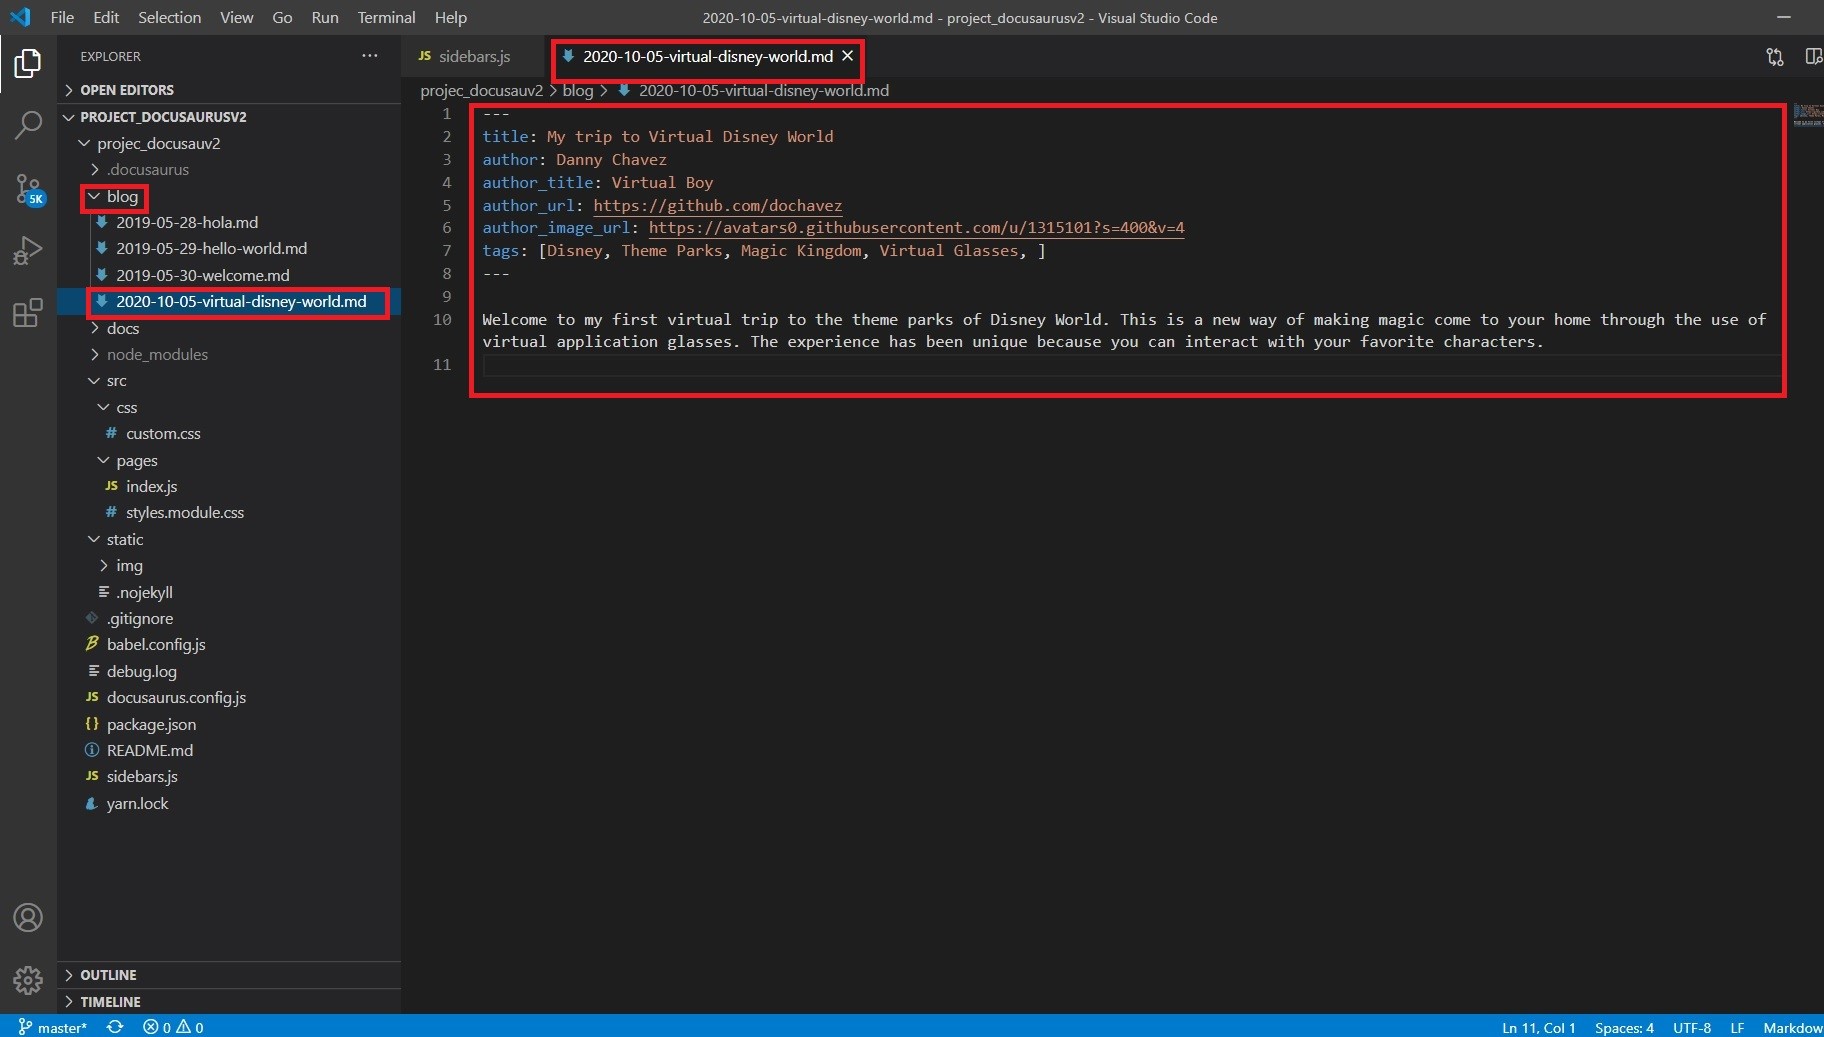 File Edit Selection View Go Run Terminal Help
2020-10-05-virtual-disney-world.md - project_docusaurusv2 - Visual Studio Code
EXPLORER
OPEN EDITORS
PROJECT_DOCUSAURUSV2
projec_docusauv2
.docusaurus
blog
2019-05-28-hola.md
2019-05-29-hello-world.md
2019-05-30-welcome.md
2020-10-05-virtual-disney-world.md
docs
node_modules
src
css
# custom.css
pages
JS index.js
# styles.module.css
static
img
.nojekyll
.gitignore
babel.config.js
debug.log
JS docusaurus.config.js
{} package.json
README.md
JS sidebars.js
yarn.lock
OUTLINE
TIMELINE
5K
JS sidebars.js
2020-10-05-virtual-disney-world.md
projec_docusauv2 > blog > 2020-10-05-virtual-disney-world.md
1 ---
2 title: My trip to Virtual Disney World
3 author: Danny Chavez
4 author_title: Virtual Boy
5 author_url: https://github.com/dochavez
6 author_image_url: https://avatars0.githubusercontent.com/u/1315101?s=400&v=4
7 tags: [Disney, Theme Parks, Magic Kingdom, Virtual Glasses, ]
8 ---
9
10 Welcome to my first virtual trip to the theme parks of Disney World. This is a new way of making magic come to your home through the use of
virtual application glasses. The experience has been unique because you can interact with your favorite characters.
11
master* 0 0
Ln 11, Col 1 Spaces: 4 UTF-8 LF Markdow